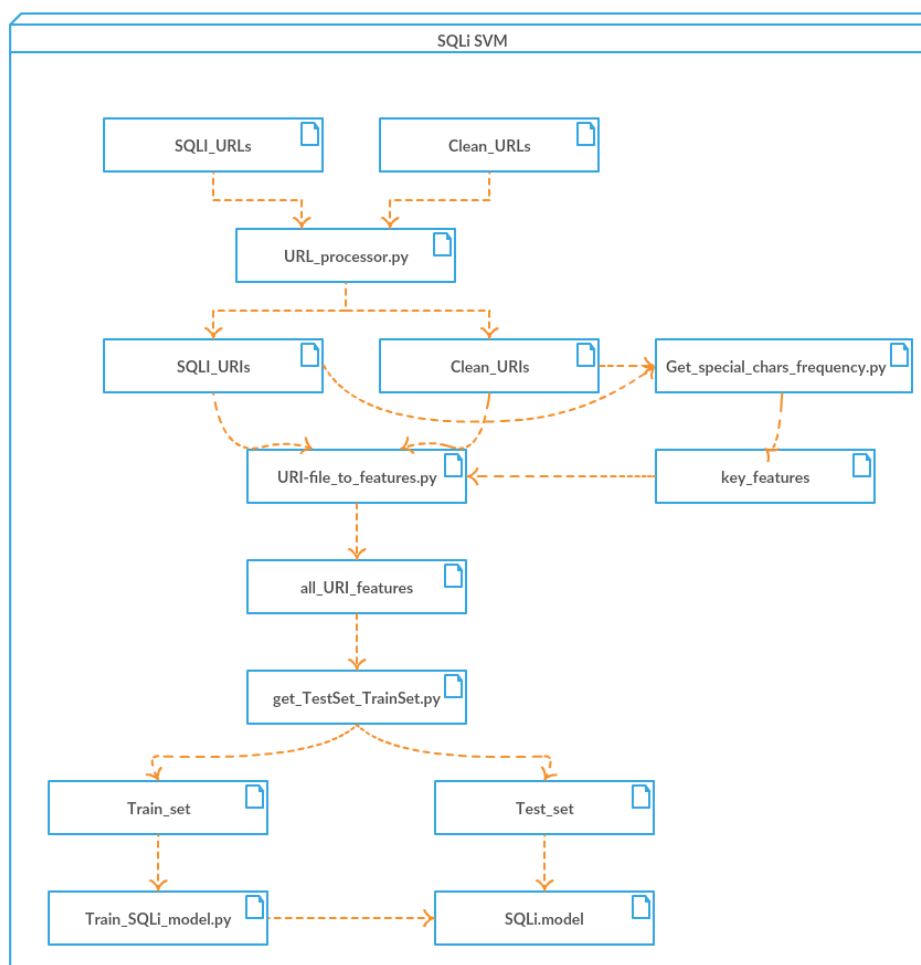 SQLi SVM
SQLI_URLs
Clean_URLs
URL_processor.py
SQLI_URIs
Clean_URIs
Get_special_chars_frequency.py
URI-file_to_features.py
key_features
all_URI_features
get_TestSet_TrainSet.py
Train_set
Test_set
Train_SQLi_model.py
SQLi.model